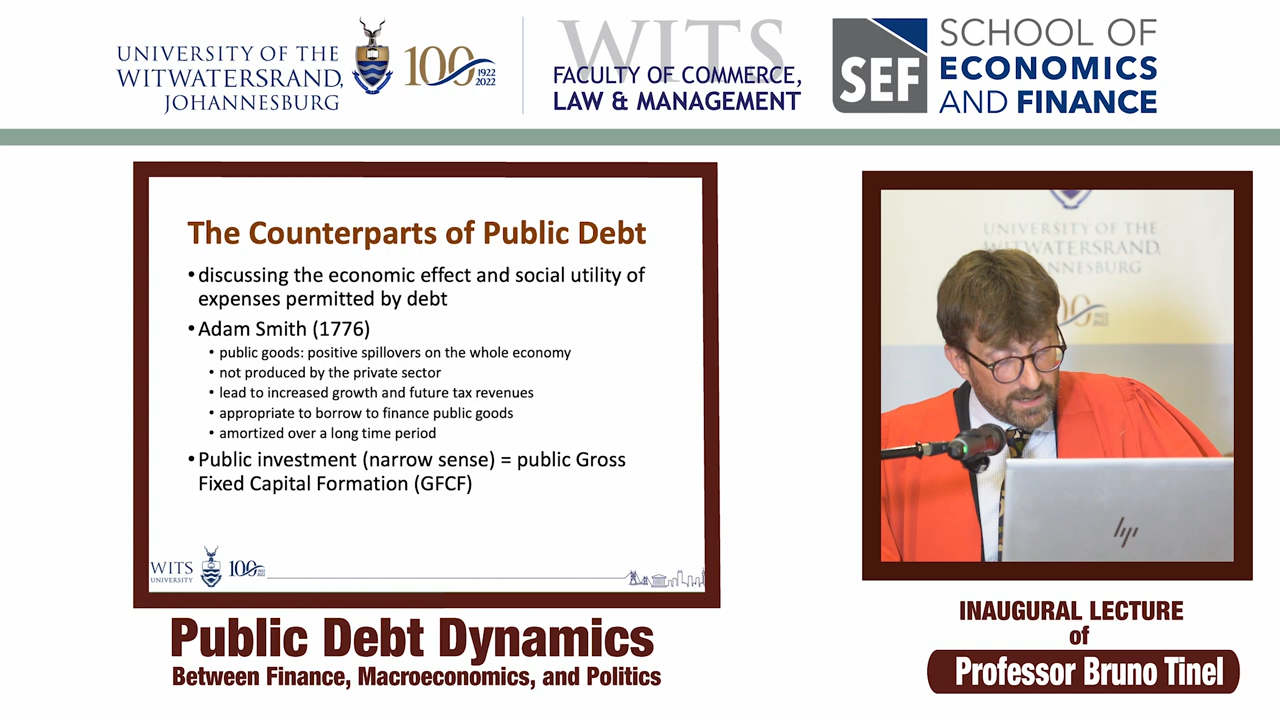 UNIVERSITY OF THE
WITWATERSRAND,
JOHANNESBURG
100
1922
2022
WITS
FACULTY OF COMMERCE,
LAW & MANAGEMENT
SEF
SCHOOL OF
ECONOMICS
AND FINANCE
The Counterparts of Public Debt
• discussing the economic effect and social utility of
expenses permitted by debt
• Adam Smith (1776)
• public goods: positive spillovers on the whole economy
• not produced by the private sector
• lead to increased growth and future tax revenues
• appropriate to borrow to finance public goods
• amortized over a long time period
• Public investment (narrow sense) = public Gross
Fixed Capital Formation (GFCF)
WITS
UNIVERSITY
100
Public Debt Dynamics
Between Finance, Macroeconomics, and Politics
UNIVERSITY OF THE
WITWATERSRAND,
NNESBURG
hp
INAUGURAL LECTURE
of
Professor Bruno Tinel